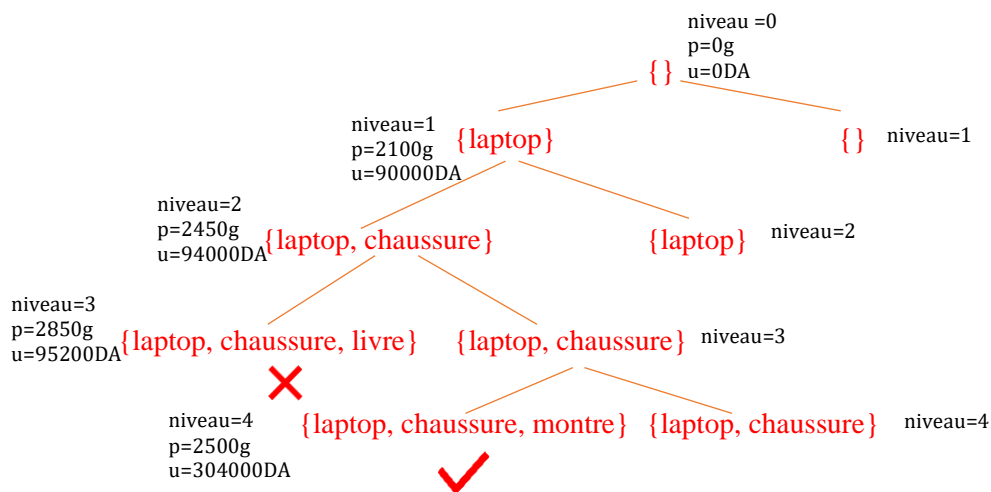 niveau =0
p=0g
u=0DA
{}
niveau=1
p=2100g
u=90000DA
{laptop}
{}
niveau=1
niveau=2
p=2450g
u=94000DA
{laptop, chaussure}
{laptop}
niveau=2
niveau=3
p=2850g
u=95200DA
{laptop, chaussure, livre}
{laptop, chaussure}
niveau=3
niveau=4
p=2500g
u=304000DA
{laptop, chaussure, montre}
{laptop, chaussure}
niveau=4